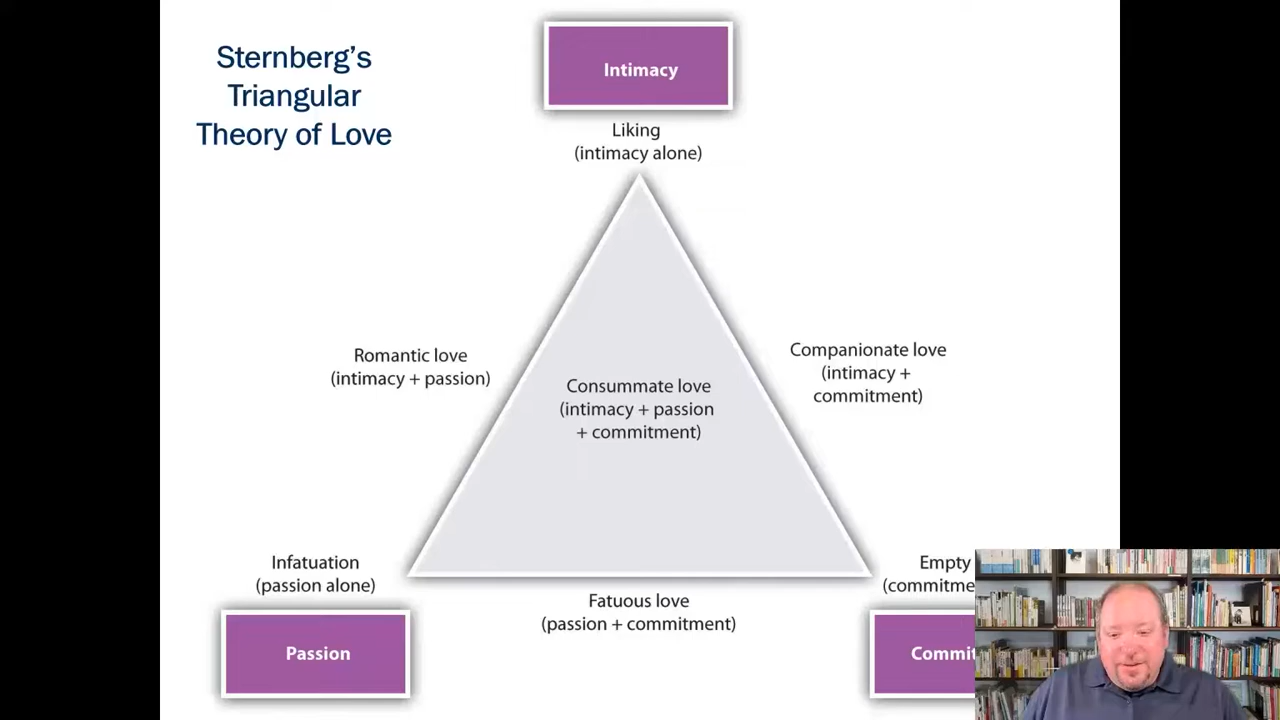 Sternberg's
Triangular
Theory of Love
Intimacy
Liking
(intimacy alone)
Romantic love
(intimacy + passion)
Companionate love
(intimacy +
commitment)
Consummate love
(intimacy + passion
+ commitment)
Infatuation
(passion alone)
Empty
Fatuous love
(passion + commitment)
Passion